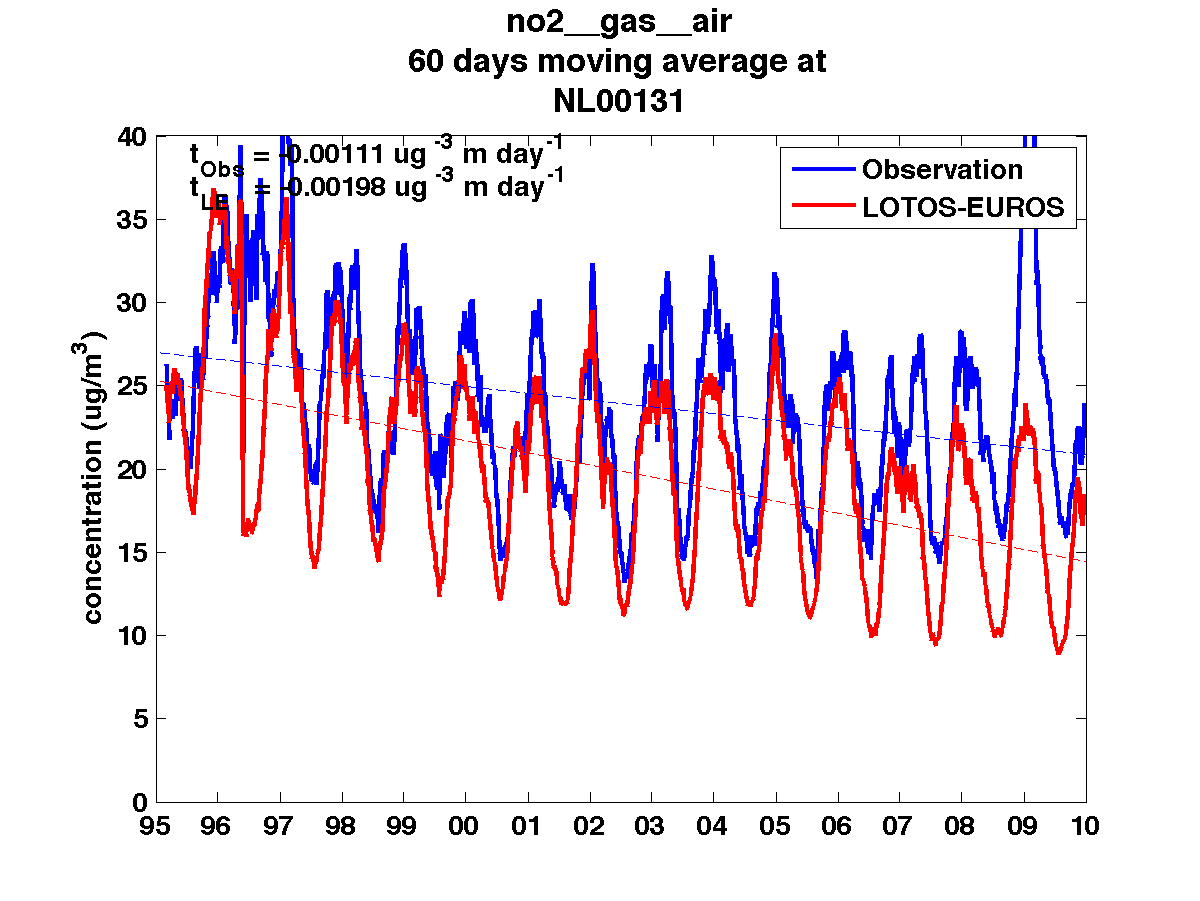 no2__gas__air
60 days moving average at
NL00131
t_Obs = -0.00111 ug^-3 m day^-1
t_LE = -0.00198 ug^-3 m day^-1
Observation
LOTOS-EUROS
concentration (ug/m^3)
40
35
30
25
20
15
10
5
0
95 96 97 98 99 00 01 02 03 04 05 06 07 08 09 10